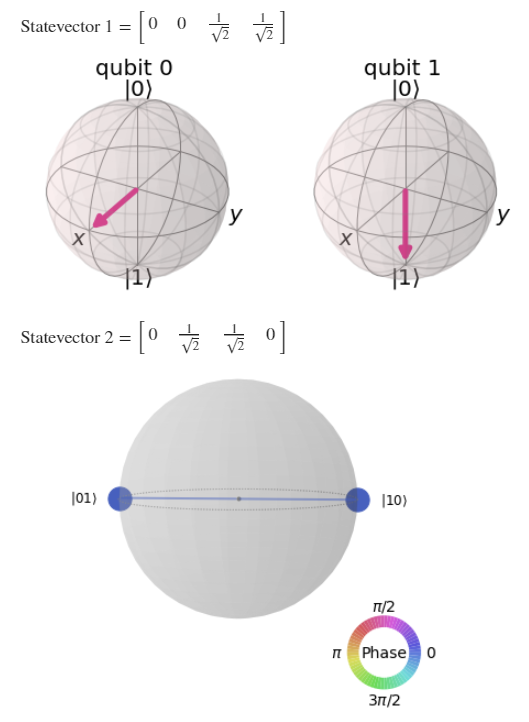 Statevector 1 = [ 0 0 1/√2 1/√2 ]
qubit 0 qubit 1
|0⟩ |0⟩
x y x y
|1⟩ |1⟩
Statevector 2 = [ 0 1/√2 1/√2 0 ]
|01⟩ |10⟩
π/2
π Phase 0
3π/2